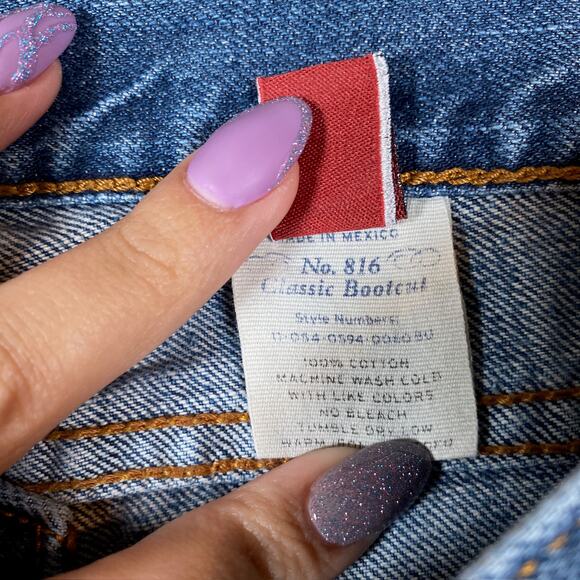 MADE IN MEXICO
No. 816
Classic Bootcut
Style Number:
100% COTTON
MACHINE WASH COLD
WITH LIKE COLORS
NO BLEACH
TUMBLE DRY LOW
WARM